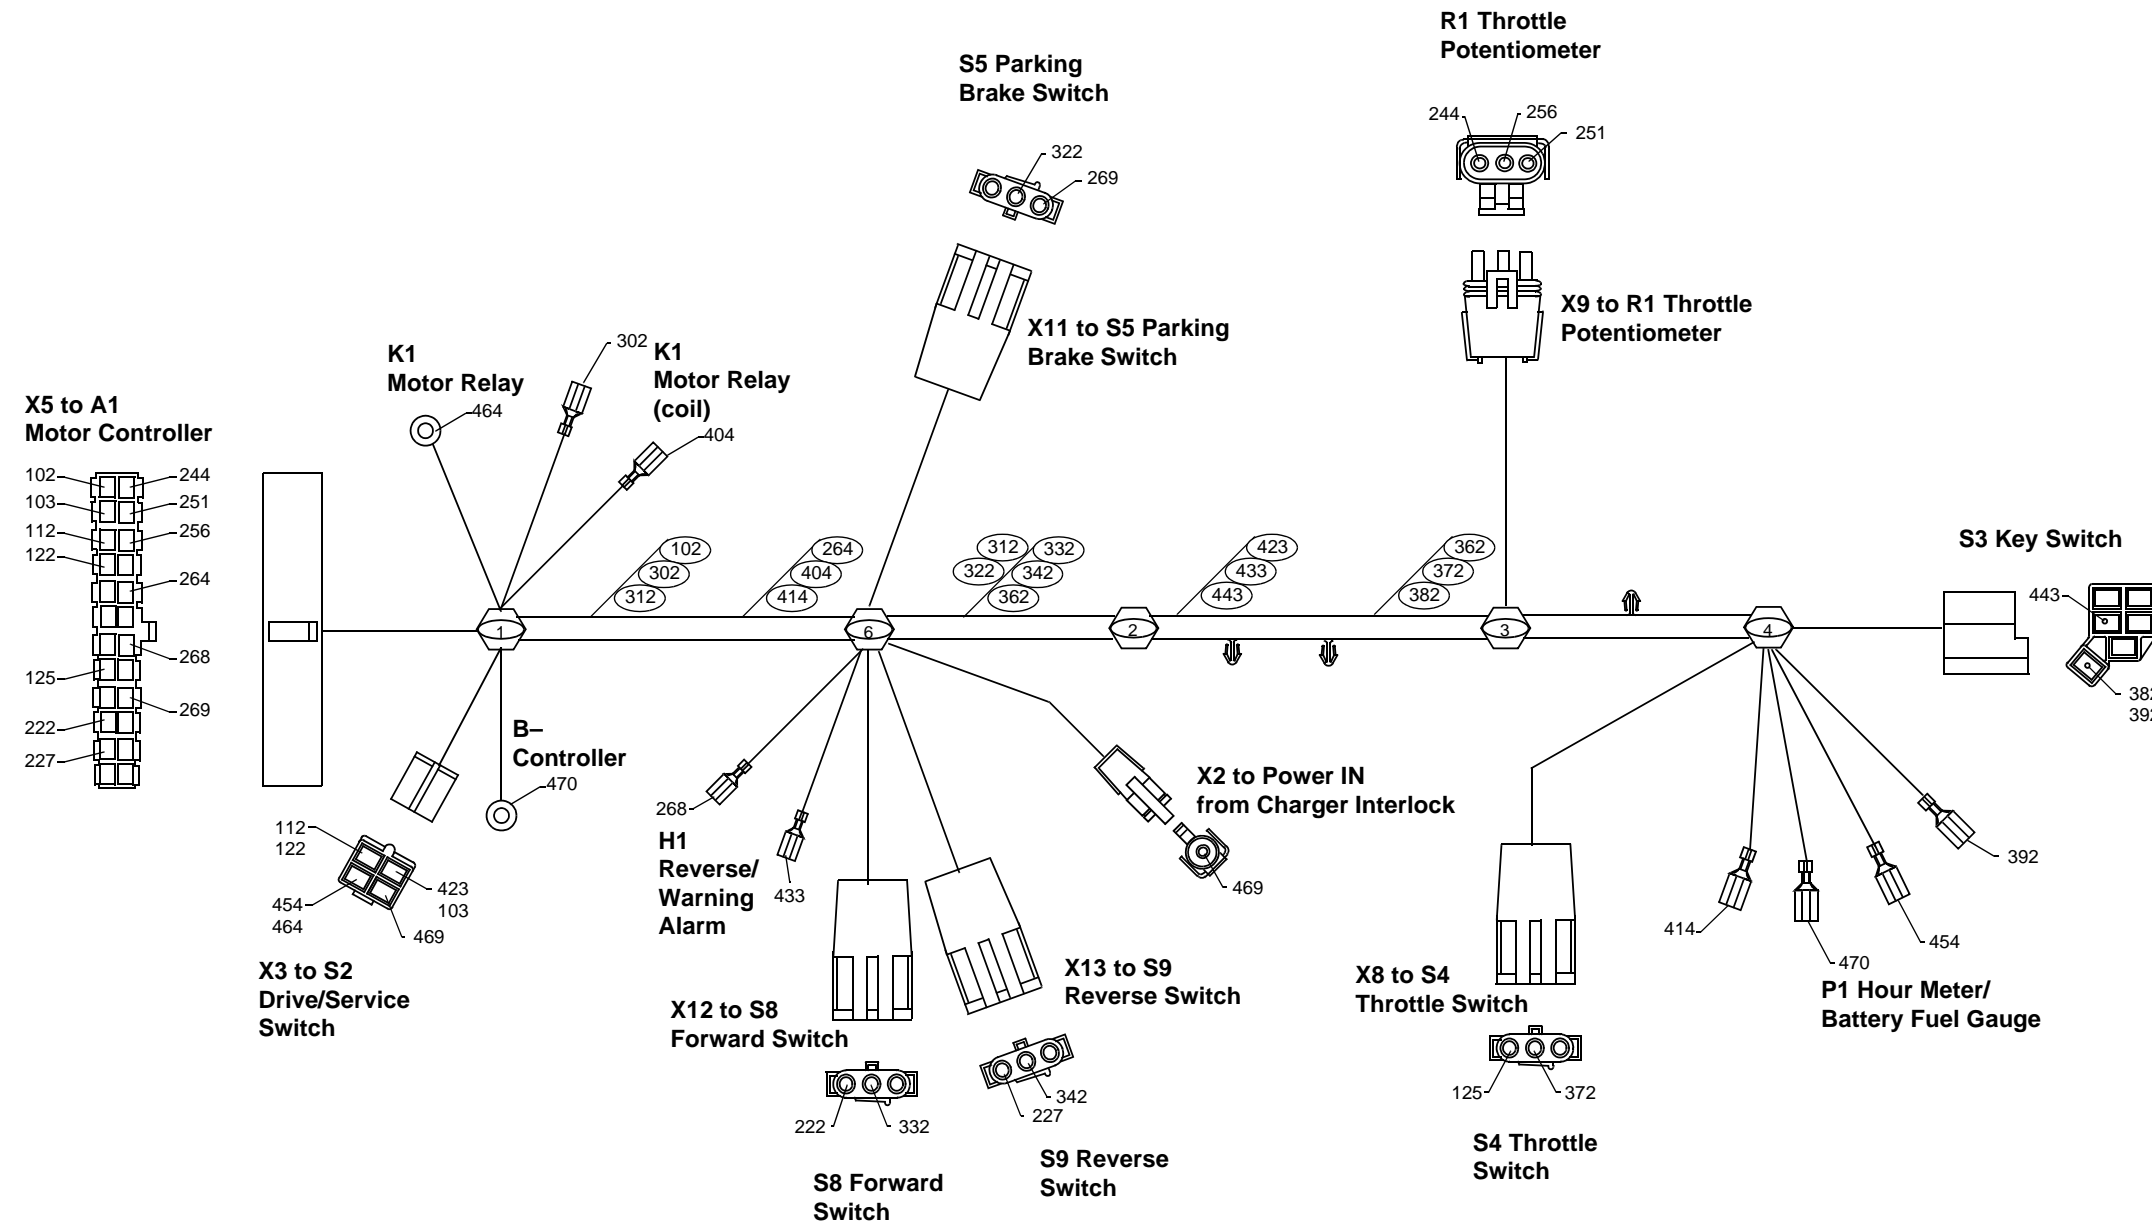 R1 Throttle
Potentiometer
S5 Parking
Brake Switch
244
256
251
322
269
X9 to R1 Throttle
Potentiometer
X11 to S5 Parking
Brake Switch
K1
Motor Relay
464
302
K1
Motor Relay
(coil)
404
X5 to A1
Motor Controller
102
244
103
251
112
256
122
264
268
125
269
222
227
102
302
312
264
404
414
312
332
322
342
362
423
433
443
362
372
382
1
6
2
3
4
S3 Key Switch
443
B–
Controller
470
112
122
454
464
423
103
469
X3 to S2
Drive/Service
Switch
268
H1
Reverse/
Warning
Alarm
433
X2 to Power IN
from Charger Interlock
469
X12 to S8
Forward Switch
222
332
S8 Forward
Switch
X13 to S9
Reverse Switch
342
227
S9 Reverse
Switch
X8 to S4
Throttle Switch
125
372
S4 Throttle
Switch
414
470
454
392
P1 Hour Meter/
Battery Fuel Gauge